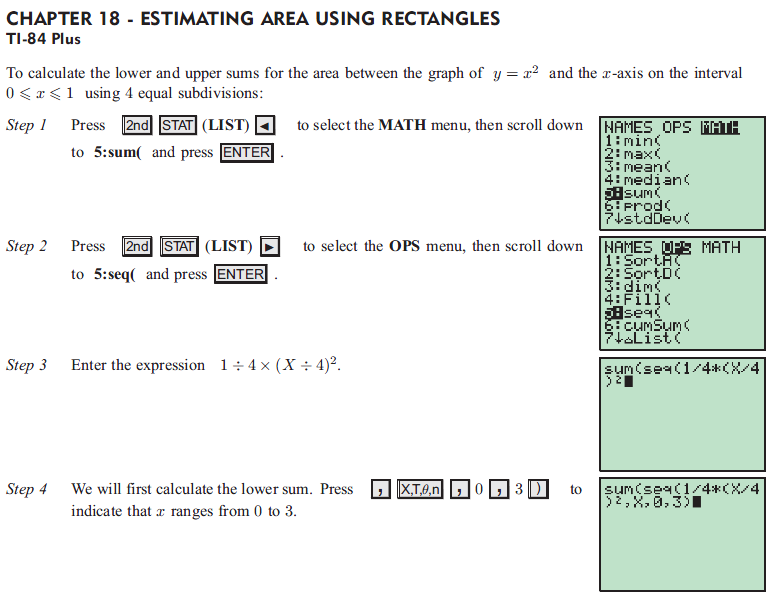 CHAPTER 18 - ESTIMATING AREA USING RECTANGLES
TI-84 Plus
To calculate the lower and upper sums for the area between the graph of y = x² and the x-axis on the interval
0 ⩽ x ⩽ 1 using 4 equal subdivisions:
Step 1 Press 2nd STAT (LIST) ◄ to select the MATH menu, then scroll down
to 5:sum( and press ENTER .
NAMES OPS MATH
1:min(
2:max(
3:mean(
4:median(
5:sum(
6:prod(
7↓stdDev(
Step 2 Press 2nd STAT (LIST) ► to select the OPS menu, then scroll down
to 5:seq( and press ENTER .
NAMES OPS MATH
1:SortA(
2:SortD(
3:dim(
4:Fill(
5:seq(
6:cumSum(
7↓ΔList(
Step 3 Enter the expression 1 ÷ 4 × (X ÷ 4)².
sum(seq(1/4*(X/4
)²
Step 4 We will first calculate the lower sum. Press , X,T,θ,n , 0 , 3 ) to
indicate that x ranges from 0 to 3.
sum(seq(1/4*(X/4
)²,X,0,3)